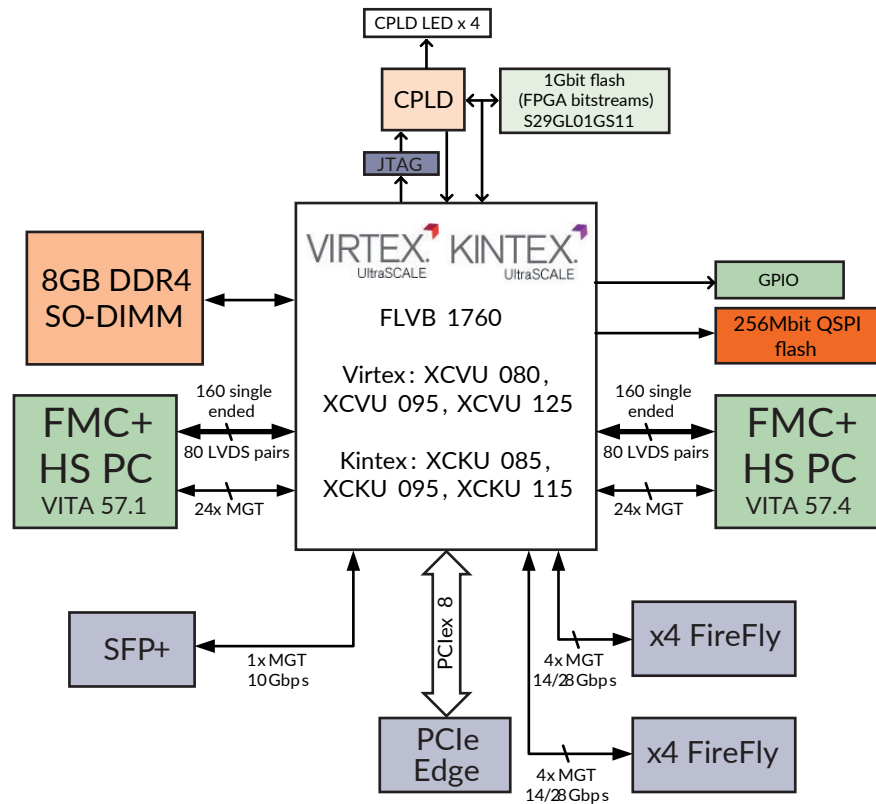 CPLD LED x 4
CPLD
1Gbit flash
(FPGA bitstreams)
S29GL01GS11
JTAG
VIRTEX.
UltraSCALE
KINTEX.
UltraSCALE
8GB DDR4
SO-DIMM
FLVB 1760
Virtex: XCVU 080,
XCVU 095, XCVU 125
Kintex: XCKU 085,
XCKU 095, XCKU 115
GPIO
256Mbit QSPI
flash
FMC+
HS PC
VITA 57.1
160 single
ended
80 LVDS pairs
24x MGT
160 single
ended
80 LVDS pairs
24x MGT
FMC+
HS PC
VITA 57.4
SFP+
1x MGT
10Gbps
PCIex 8
PCIe
Edge
4x MGT
14/28Gbps
x4 FireFly
4x MGT
14/28Gbps
x4 FireFly